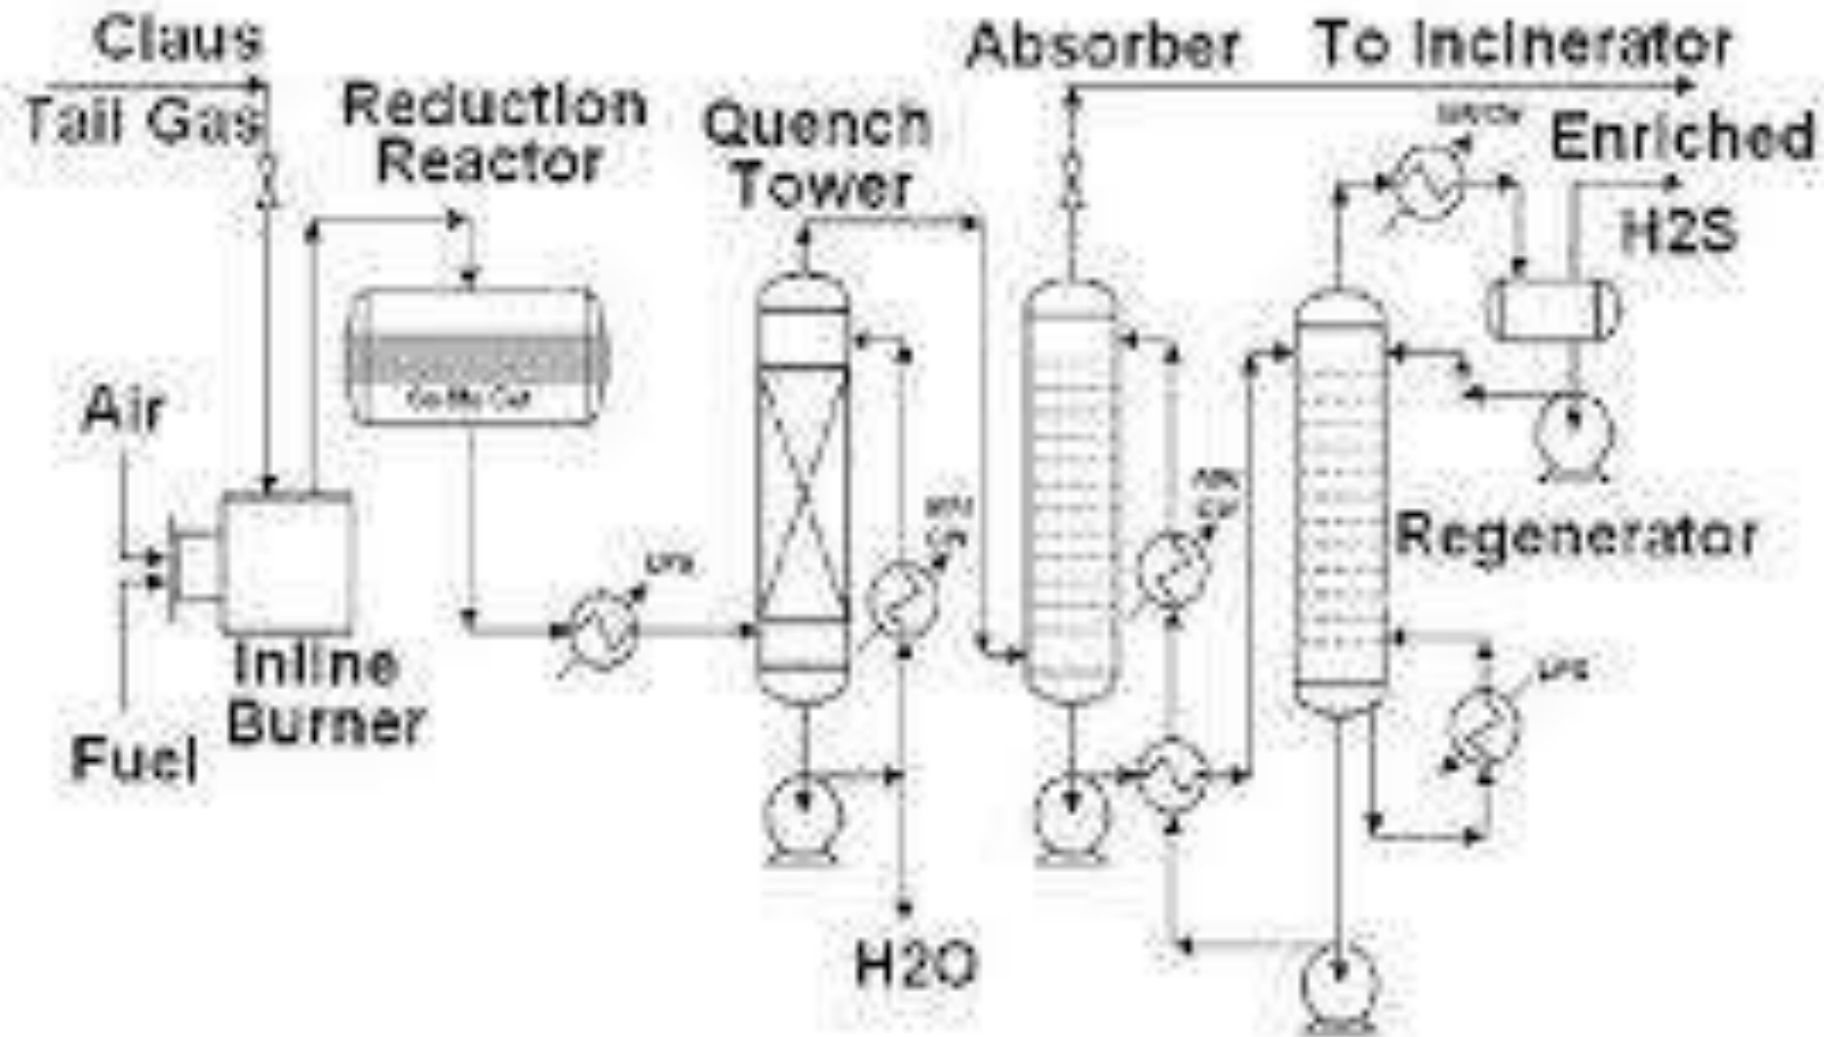 Claus
Tail Gas
Reduction
Reactor
Quench
Tower
Absorber
To Incinerator
Enriched
H2S
Air
Fuel
Inline
Burner
Regenerator
H2O